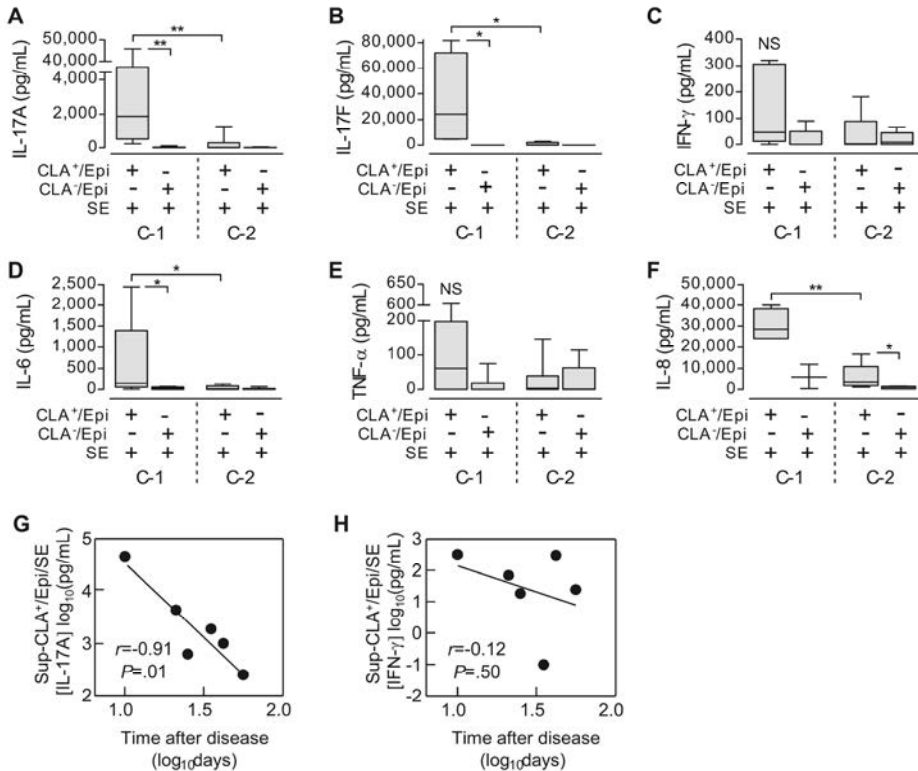 A
IL-17A (pg/mL)
50,000
40,000
30,000
4,000
2,000
0
**
**
CLA⁺/Epi + - + -
CLA⁻/Epi - + - +
SE + + + +
C-1 C-2
B
IL-17F (pg/mL)
80,000
60,000
40,000
20,000
0
*
*
CLA⁺/Epi + - + -
CLA⁻/Epi - + - +
SE + + + +
C-1 C-2
C
IFN-γ (pg/mL)
400
300
200
100
0
NS
CLA⁺/Epi + - + -
CLA⁻/Epi - + - +
SE + + + +
C-1 C-2
D
IL-6 (pg/mL)
2,500
2,000
1,500
1,000
500
0
*
*
CLA⁺/Epi + - + -
CLA⁻/Epi - + - +
SE + + + +
C-1 C-2
E
TNF-α (pg/mL)
650
600
200
100
0
NS
CLA⁺/Epi + - + -
CLA⁻/Epi - + - +
SE + + + +
C-1 C-2
F
IL-8 (pg/mL)
50,000
40,000
30,000
20,000
10,000
0
**
*
CLA⁺/Epi + - + -
CLA⁻/Epi - + - +
SE + + + +
C-1 C-2
G
Sup-CLA⁺/Epi/SE
[IL-17A] log₁₀(pg/mL)
5
4
3
2
r=-0.91
P=.01
1.0 1.5 2.0
Time after disease
(log₁₀days)
H
Sup-CLA⁺/Epi/SE
[IFN-γ] log₁₀(pg/mL)
3
2
1
0
-1
-2
r=-0.12
P=.50
1.0 1.5 2.0
Time after disease
(log₁₀days)